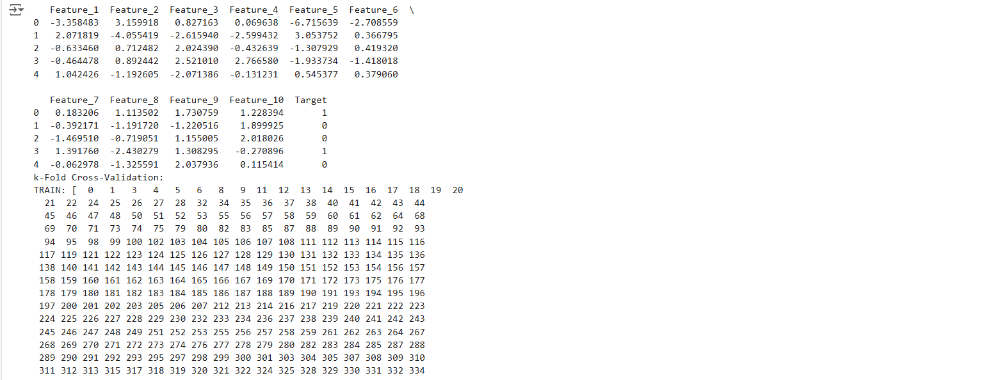 Feature_1 Feature_2 Feature_3 Feature_4 Feature_5 Feature_6 \
0 -3.358483 3.159918 0.827163 0.069638 -6.715639 -2.708559
1 2.071819 -4.055419 -2.615940 -2.599432 3.053752 0.366795
2 -0.633460 0.712482 2.024390 -0.432639 -1.307929 0.419320
3 -0.464478 0.892442 2.521010 2.766580 -1.933734 -1.418018
4 1.042426 -1.192605 -2.071386 -0.131231 0.545377 0.379060
Feature_7 Feature_8 Feature_9 Feature_10 Target
0 0.183206 1.113502 1.730759 1.228394 1
1 -0.392171 -1.191720 -1.220516 1.899925 0
2 -1.469510 -0.719051 1.155005 2.018026 0
3 1.391760 -2.430279 1.308295 -0.270896 1
4 -0.062978 -1.325591 2.037936 0.115414 0
k-Fold Cross-Validation:
TRAIN: [ 0 1 3 4 5 6 8 9 11 12 13 14 15 16 17 18 19 20
21 22 24 25 26 27 28 32 34 35 36 37 38 40 41 42 43 44
45 46 47 48 50 51 52 53 55 56 57 58 59 60 61 62 64 68
69 70 71 73 74 75 79 80 82 83 85 87 88 89 90 91 92 93
94 95 98 99 100 102 103 104 105 106 107 108 111 112 113 114 115 116
117 119 121 122 123 124 125 126 127 128 129 130 131 132 133 134 135 136
138 140 141 142 143 144 145 146 147 148 149 150 151 152 153 154 156 157
158 159 160 161 162 163 164 165 166 167 169 170 171 172 173 175 176 177
178 179 180 181 182 183 184 185 186 187 188 189 190 191 193 194 195 196
197 200 201 202 203 205 206 207 212 213 214 216 217 219 220 221 222 223
224 225 226 227 228 229 230 232 233 234 236 237 238 239 240 241 242 243
245 246 247 248 249 251 252 253 255 256 257 258 259 261 262 263 264 267
268 269 270 271 272 273 274 276 277 278 279 280 282 283 284 285 287 288
289 290 291 292 293 295 297 298 299 300 301 303 304 305 307 308 309 310
311 312 313 315 317 318 319 320 321 322 324 325 328 329 330 331 332 334